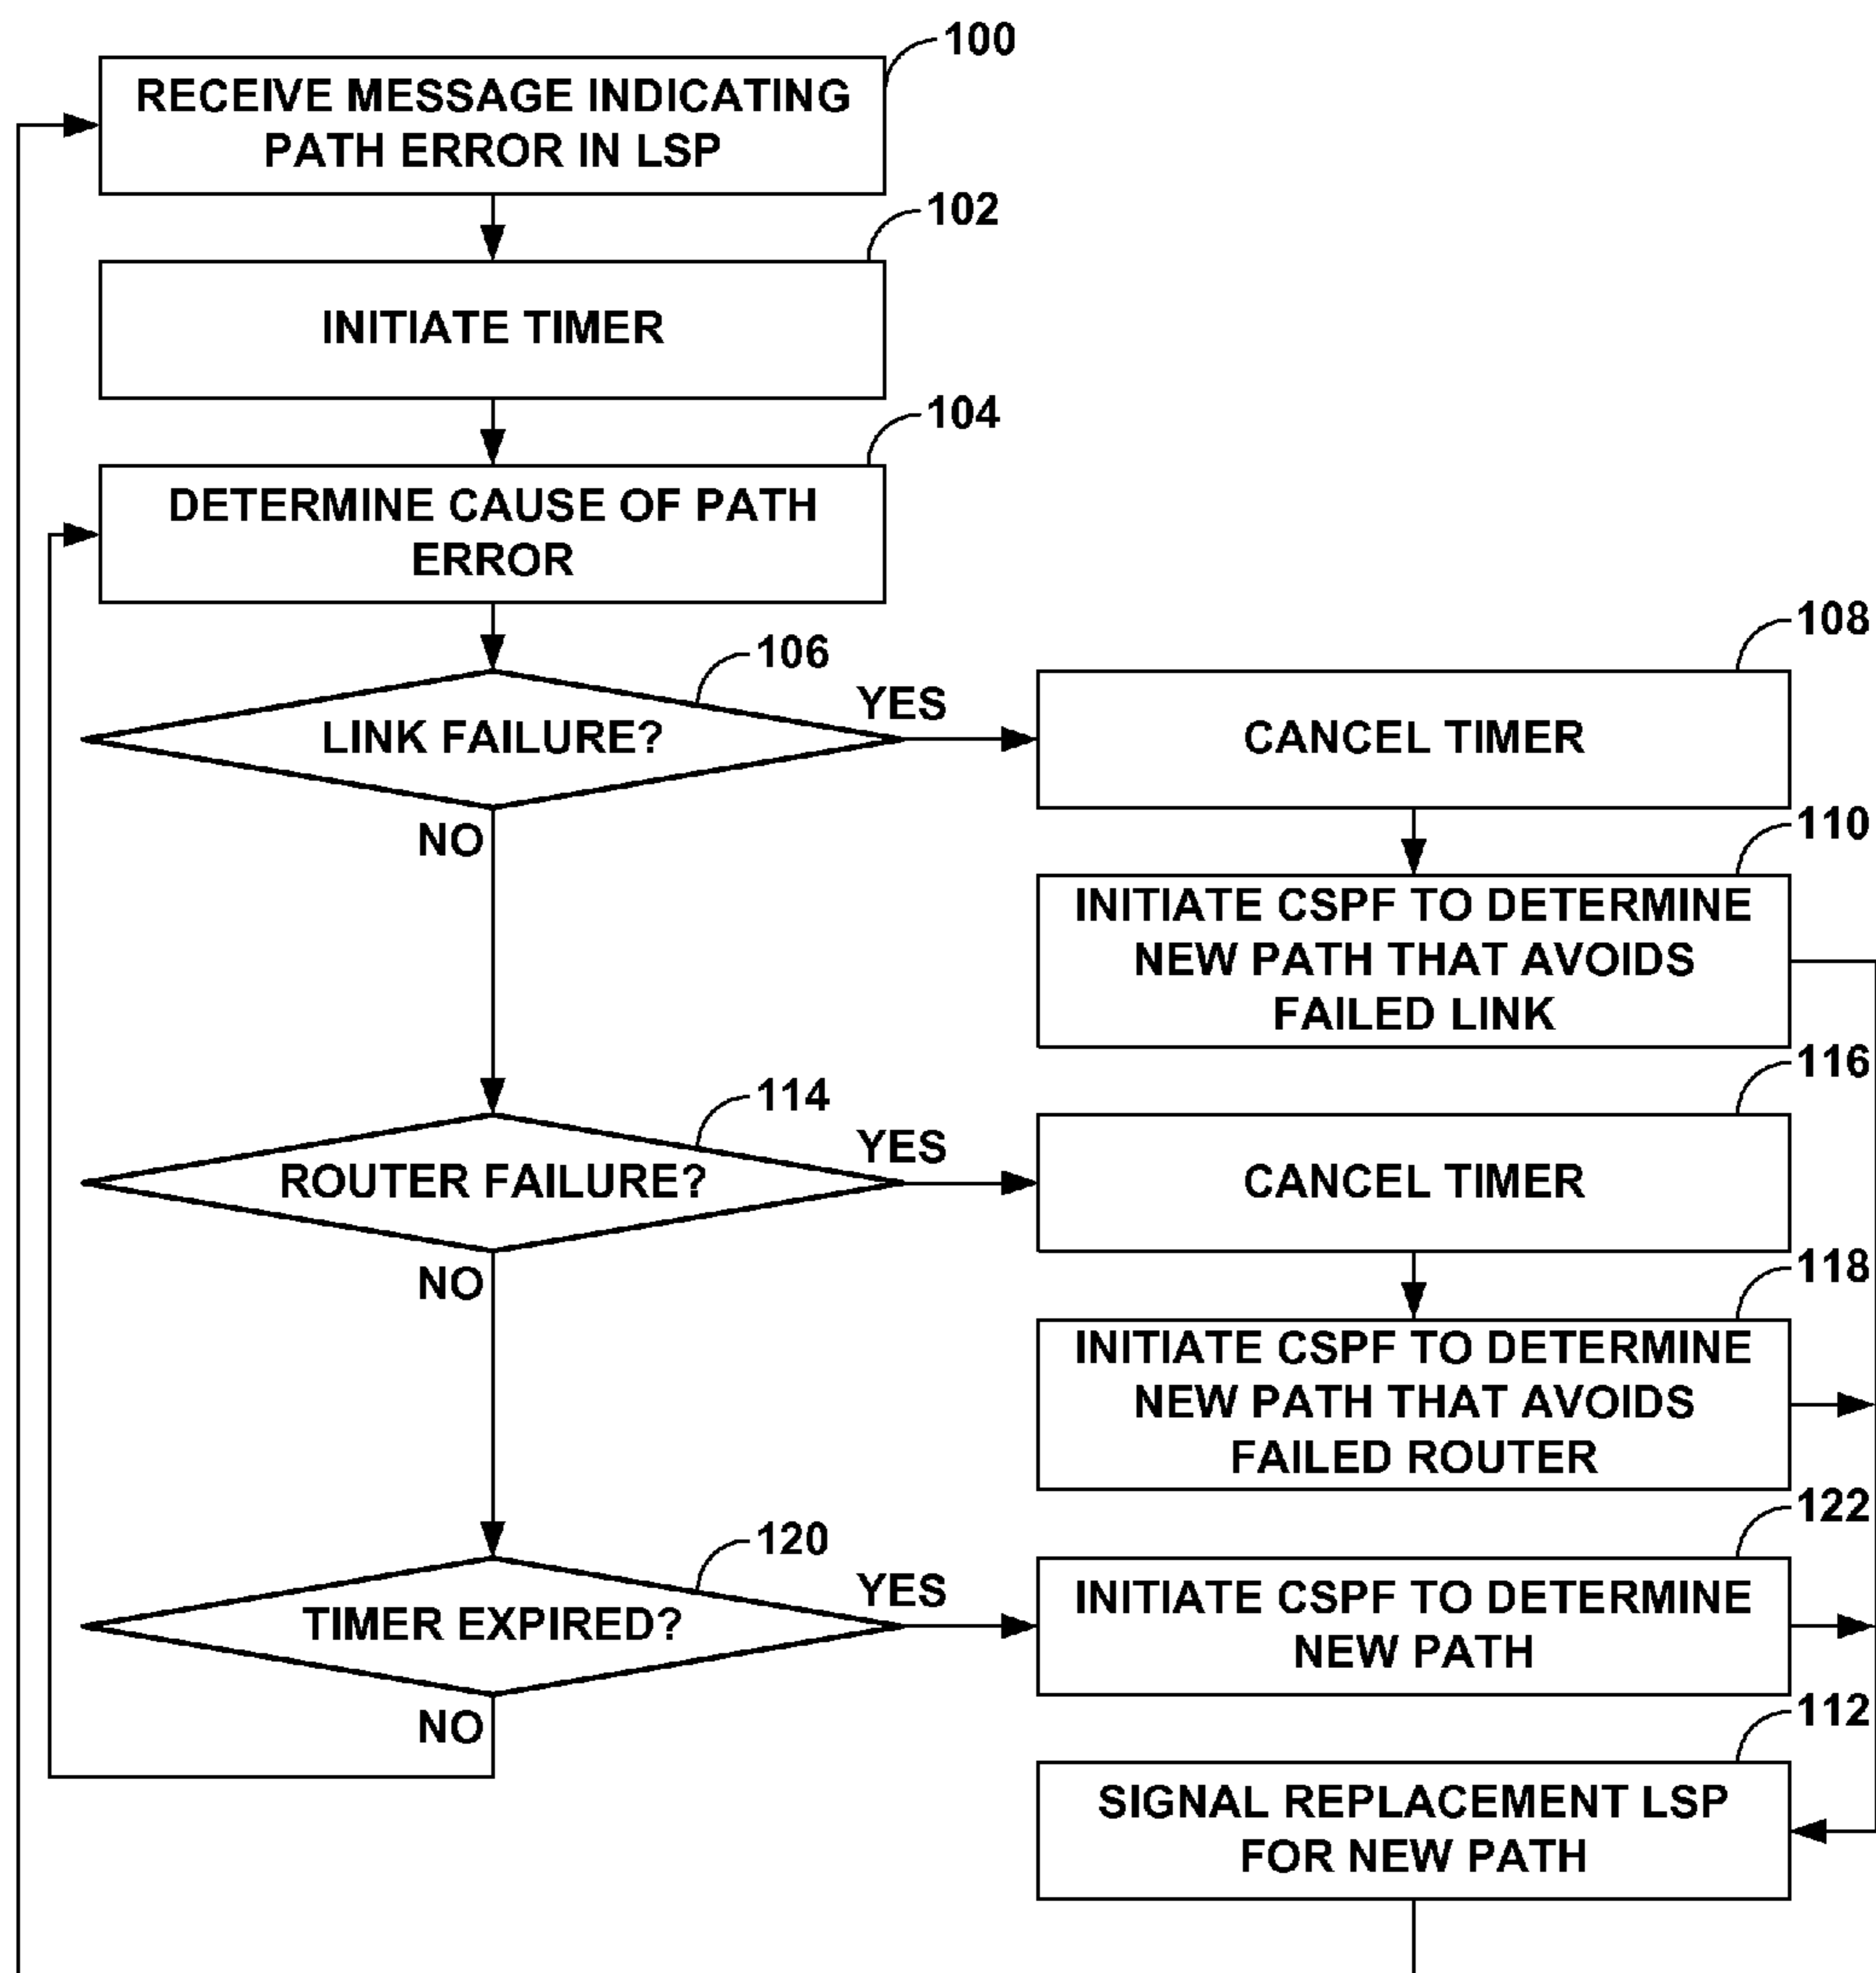 100
RECEIVE MESSAGE INDICATING
PATH ERROR IN LSP
102
INITIATE TIMER
104
DETERMINE CAUSE OF PATH
ERROR
106
LINK FAILURE?
YES
NO
108
CANCEL TIMER
110
INITIATE CSPF TO DETERMINE
NEW PATH THAT AVOIDS
FAILED LINK
114
ROUTER FAILURE?
YES
NO
116
CANCEL TIMER
118
INITIATE CSPF TO DETERMINE
NEW PATH THAT AVOIDS
FAILED ROUTER
120
TIMER EXPIRED?
YES
NO
122
INITIATE CSPF TO DETERMINE
NEW PATH
112
SIGNAL REPLACEMENT LSP
FOR NEW PATH